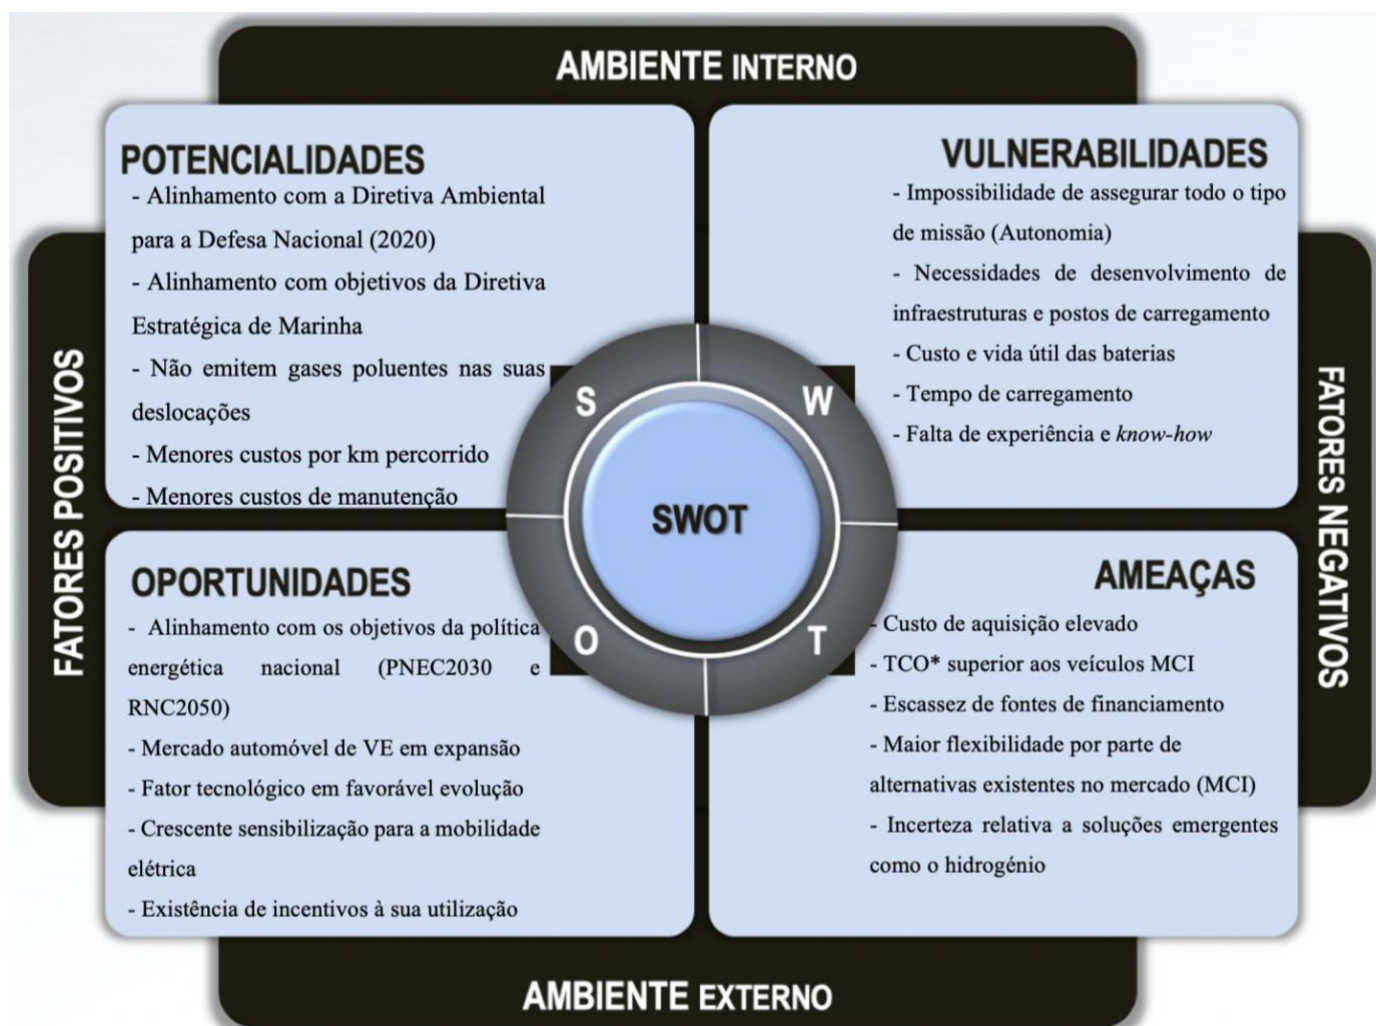 AMBIENTE INTERNO
POTENCIALIDADES
- Alinhamento com a Diretiva Ambiental
para a Defesa Nacional (2020)
- Alinhamento com objetivos da Diretiva
Estratégica de Marinha
- Não emitem gases poluentes nas suas
deslocações
- Menores custos por km percorrido
- Menores custos de manutenção
VULNERABILIDADES
- Impossibilidade de assegurar todo o tipo
de missão (Autonomia)
- Necessidades de desenvolvimento de
infraestruturas e postos de carregamento
- Custo e vida útil das baterias
- Tempo de carregamento
- Falta de experiência e know-how
FATORES POSITIVOS
FATORES NEGATIVOS
S
W
SWOT
O
T
OPORTUNIDADES
- Alinhamento com os objetivos da política
energética nacional (PNEC2030 e
RNC2050)
- Mercado automóvel de VE em expansão
- Fator tecnológico em favorável evolução
- Crescente sensibilização para a mobilidade
elétrica
- Existência de incentivos à sua utilização
AMEAÇAS
- Custo de aquisição elevado
- TCO* superior aos veículos MCI
- Escassez de fontes de financiamento
- Maior flexibilidade por parte de
alternativas existentes no mercado (MCI)
- Incerteza relativa a soluções emergentes
como o hidrogénio
AMBIENTE EXTERNO